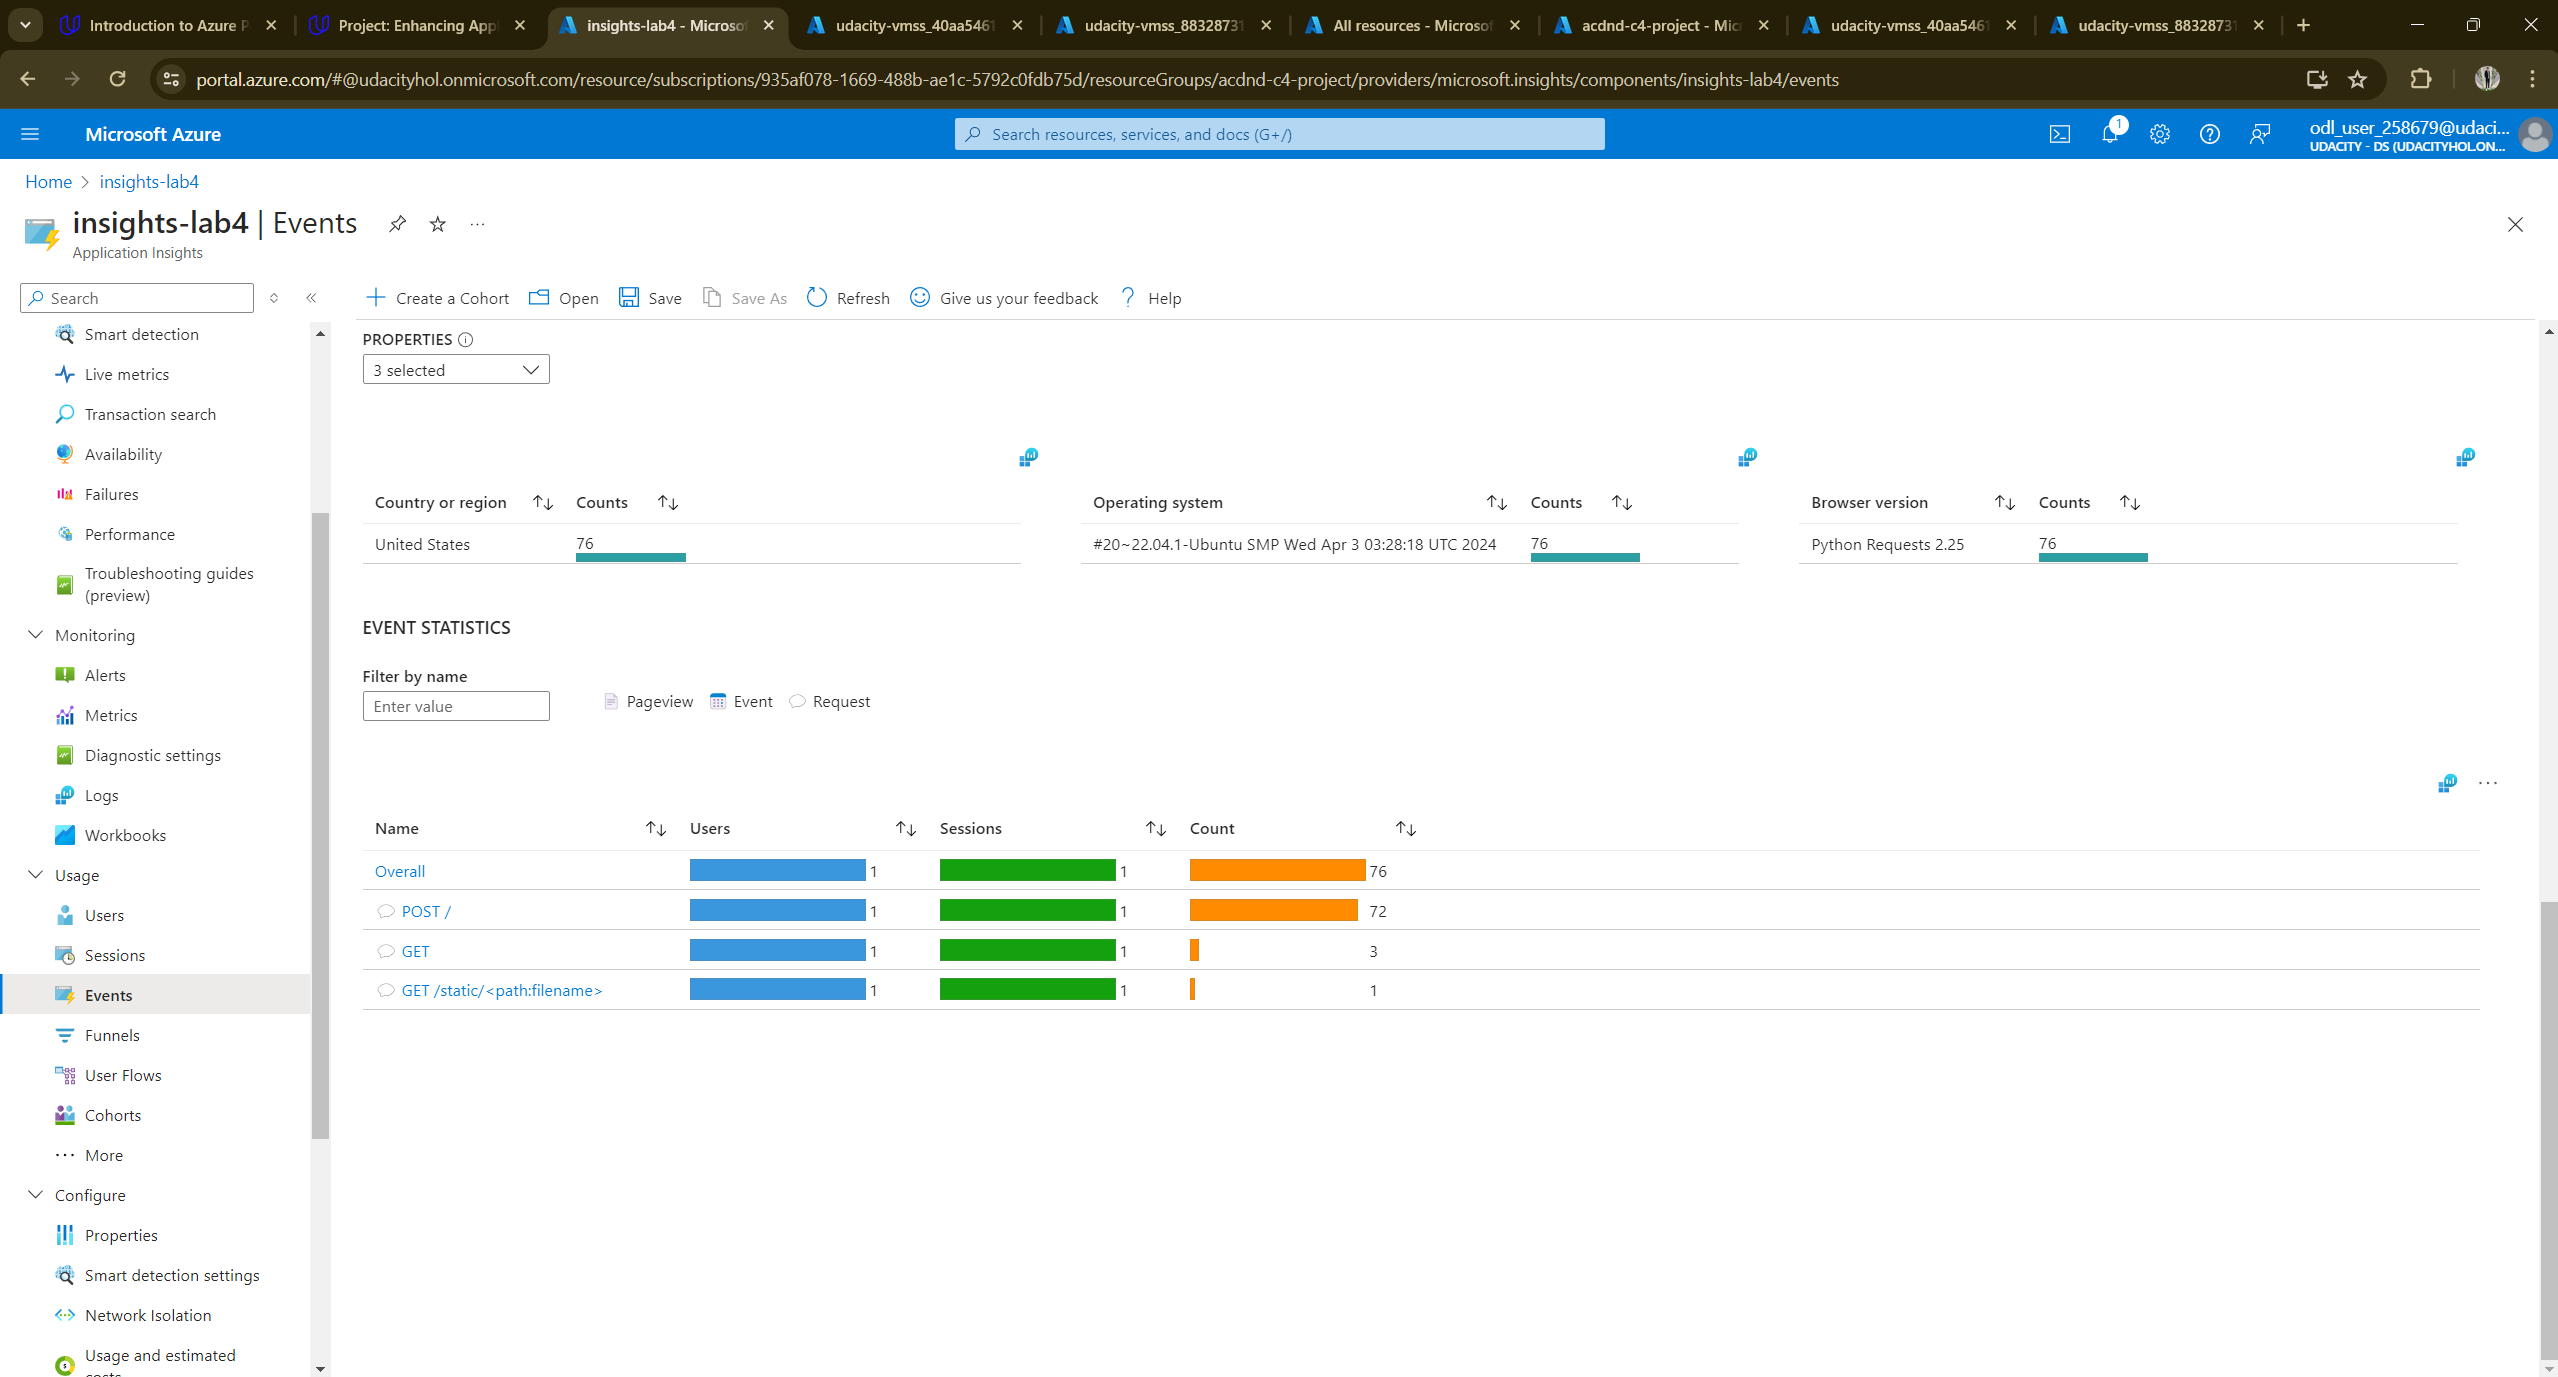 Introduction to Azure P
Project: Enhancing App
insights-lab4 - Microsof
udacity-vmss_40aa5461
udacity-vmss_88328731
All resources - Microsof
acdnd-c4-project - Mic
udacity-vmss_40aa5461
udacity-vmss_88328731
portal.azure.com/#@udacityhol.onmicrosoft.com/resource/subscriptions/935af078-1669-488b-ae1c-5792c0fdb75d/resourceGroups/acdnd-c4-project/providers/microsoft.insights/components/insights-lab4/events
Microsoft Azure
Search resources, services, and docs (G+/)
1
odl_user_258679@udaci...
UDACITY - DS (UDACITYHOL.ON...
Home > insights-lab4
insights-lab4 | Events
...
Application Insights
Search
Create a Cohort
Open
Save
Save As
Refresh
Give us your feedback
Help
Smart detection
Live metrics
Transaction search
Availability
Failures
Performance
Troubleshooting guides
(preview)
Monitoring
Alerts
Metrics
Diagnostic settings
Logs
Workbooks
Usage
Users
Sessions
Events
Funnels
User Flows
Cohorts
More
Configure
Properties
Smart detection settings
Network Isolation
Usage and estimated
costs
PROPERTIES
3 selected
Country or region Counts
United States 76
Operating system Counts
#20~22.04.1-Ubuntu SMP Wed Apr 3 03:28:18 UTC 2024 76
Browser version Counts
Python Requests 2.25 76
EVENT STATISTICS
Filter by name
Enter value
Pageview Event Request
...
Name Users Sessions Count
Overall 1 1 76
POST / 1 1 72
GET 1 1 3
GET /static/<path:filename> 1 1 1